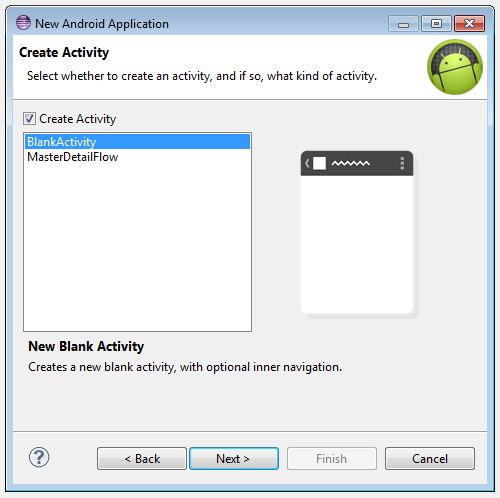 New Android Application
Create Activity
Select whether to create an activity, and if so, what kind of activity.
Create Activity
BlankActivity
MasterDetailFlow
New Blank Activity
Creates a new blank activity, with optional inner navigation.
?
< Back
Next >
Finish
Cancel